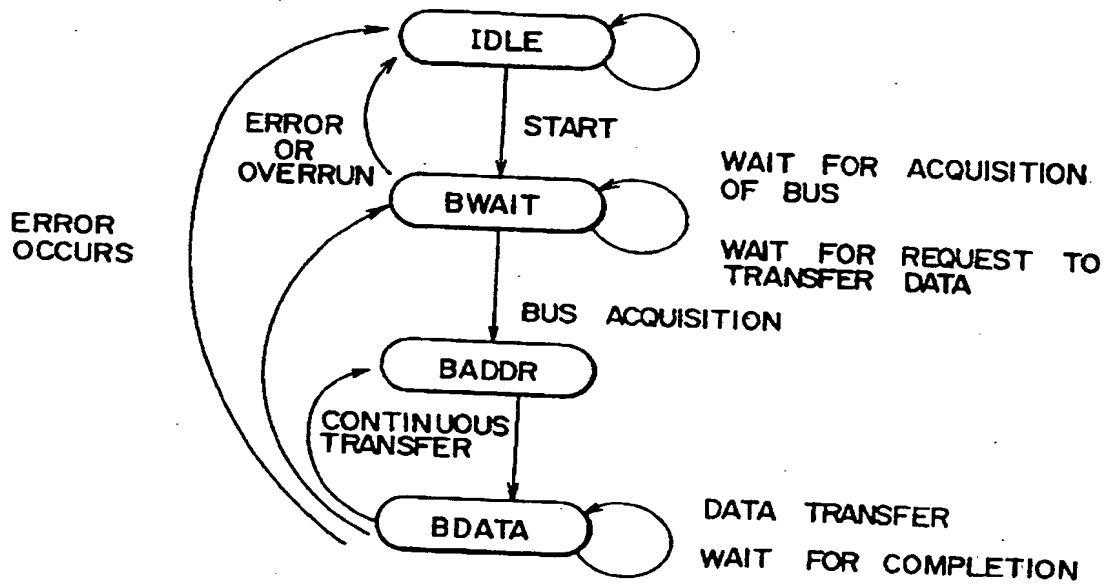 IDLE
START
ERROR
OR
OVERRUN
WAIT FOR ACQUISITION
OF BUS
BWAIT
ERROR
OCCURS
WAIT FOR REQUEST TO
TRANSFER DATA
BUS ACQUISITION
BADDR
CONTINUOUS
TRANSFER
BDATA
DATA TRANSFER
WAIT FOR COMPLETION